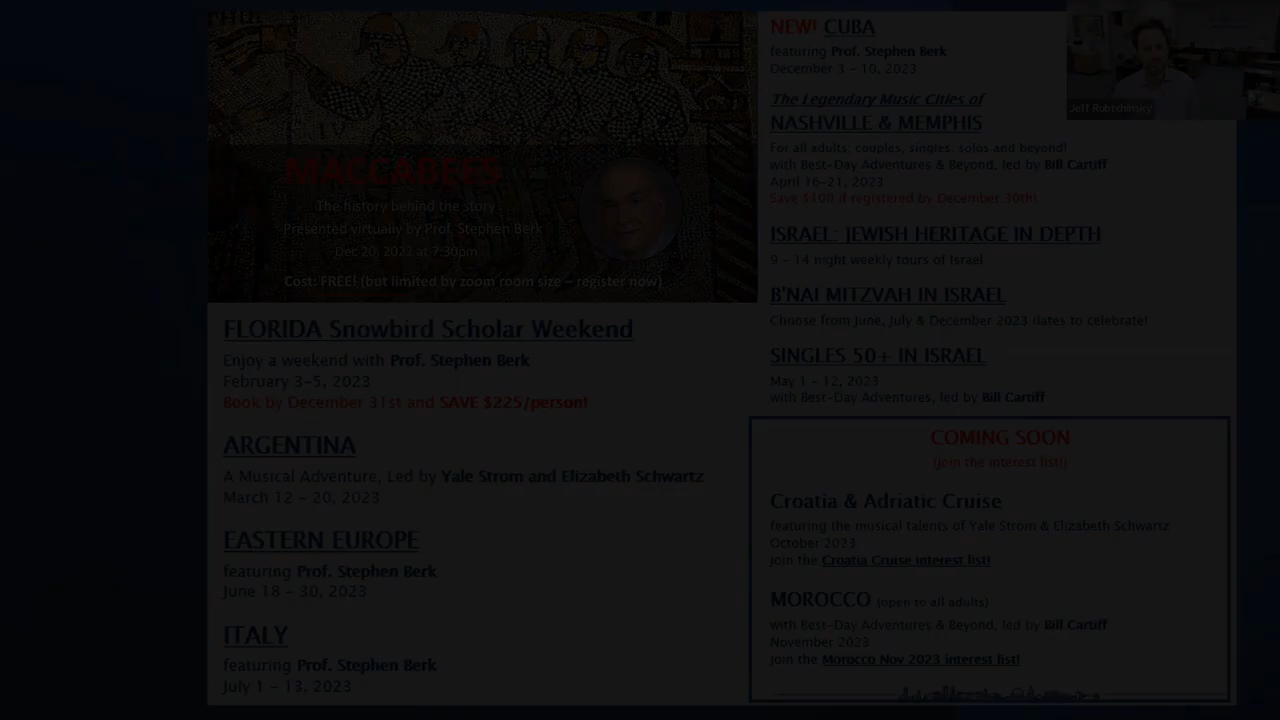 MACCABEES
The history behind the story
Presented virtually by Prof. Stephen Berk
Dec 20, 2022 at 7:30pm
Cost: FREE! (but limited by zoom room size – register now)
FLORIDA Snowbird Scholar Weekend
Enjoy a weekend with Prof. Stephen Berk
February 3-5, 2023
Book by December 31st and SAVE $225/person!
ARGENTINA
A Musical Adventure, Led by Yale Strom and Elizabeth Schwartz
March 12 - 20, 2023
EASTERN EUROPE
featuring Prof. Stephen Berk
June 18 - 30, 2023
ITALY
featuring Prof. Stephen Berk
July 1 - 13, 2023
NEW! CUBA
featuring Prof. Stephen Berk
December 3 - 10, 2023
The Legendary Music Cities of
NASHVILLE & MEMPHIS
For all adults: couples, singles, solos and beyond!
with Best-Day Adventures & Beyond, led by Bill Cartiff
April 16-21, 2023
Save $100 if registered by December 30th!
ISRAEL: JEWISH HERITAGE IN DEPTH
9 - 14 night weekly tours of Israel
B'NAI MITZVAH IN ISRAEL
Choose from June, July & December 2023 dates to celebrate!
SINGLES 50+ IN ISRAEL
May 1 - 12, 2023
with Best-Day Adventures, led by Bill Cartiff
COMING SOON
(join the interest list!)
Croatia & Adriatic Cruise
featuring the musical talents of Yale Strom & Elizabeth Schwartz
October 2023
Join the Croatia Cruise interest list!
MOROCCO (open to all adults)
with Best-Day Adventures & Beyond, led by Bill Cartiff
November 2023
Join the Morocco Nov 2023 interest list!
Jeff Rubtchinsky